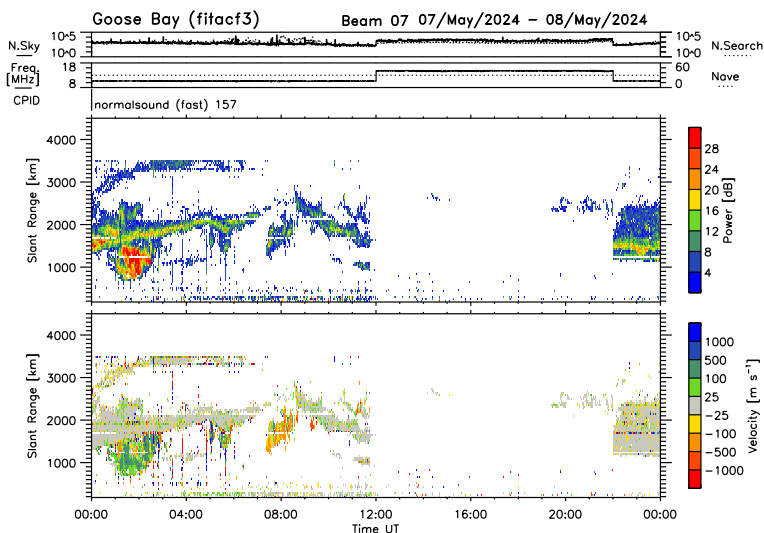 Goose Bay (fitacf3) Beam 07 07/May/2024 − 08/May/2024
N.Sky 10^5 10^0 10^5 10^0 N.Search
Freq. [MHz] 18 8 60 0 Nave
CPID normalsound (fast) 157
Slant Range [km]
4000
3000
2000
1000
28
24
20
16
12
8
4
Power [dB]
Slant Range [km]
4000
3000
2000
1000
1000
500
100
25
−25
−100
−500
−1000
Velocity [m s⁻¹]
00:00 04:00 08:00 12:00 16:00 20:00 00:00
Time UT